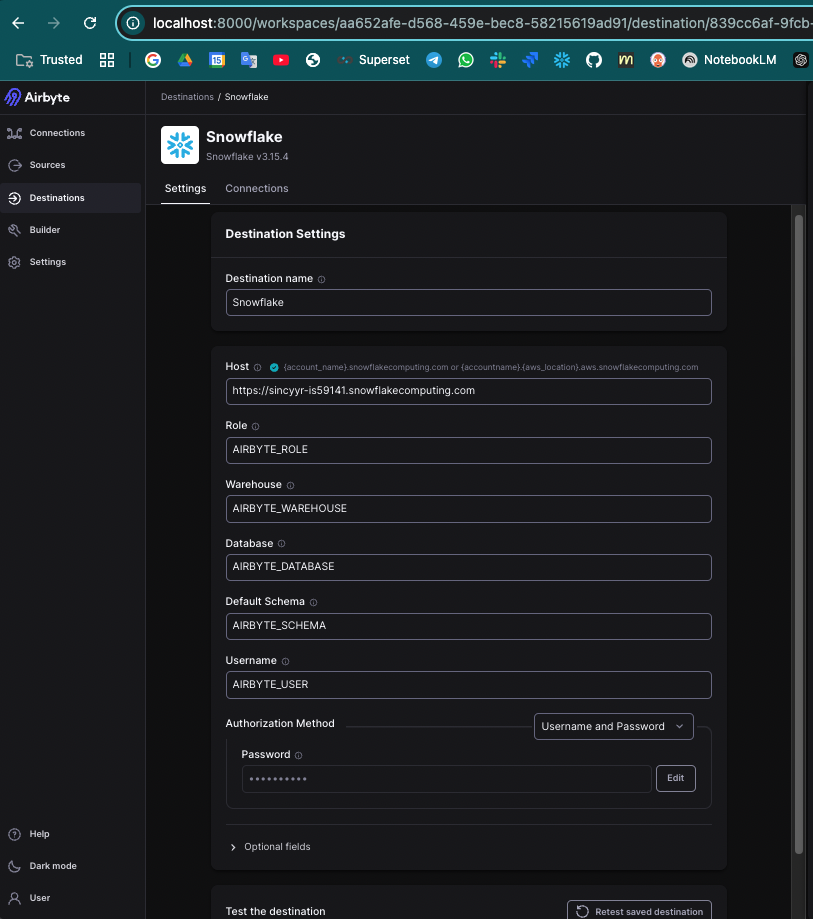 localhost:8000/workspaces/aa652afe-d568-459e-bec8-58215619ad91/destination/839cc6af-9fcb-
Trusted
15
Superset
m
NotebookLM
Airbyte
Destinations / Snowflake
Connections
Sources
Destinations
Builder
Settings
Snowflake
Snowflake v3.15.4
Settings
Connections
Destination Settings
Destination name
Snowflake
Host
{account_name}.snowflakecomputing.com or {accountname}.{aws_location}.aws.snowflakecomputing.com
https://sincyyr-is59141.snowflakecomputing.com
Role
AIRBYTE_ROLE
Warehouse
AIRBYTE_WAREHOUSE
Database
AIRBYTE_DATABASE
Default Schema
AIRBYTE_SCHEMA
Username
AIRBYTE_USER
Authorization Method
Username and Password
Password
••••••••••
Edit
Optional fields
Test the destination
Retest saved destination
Help
Dark mode
User